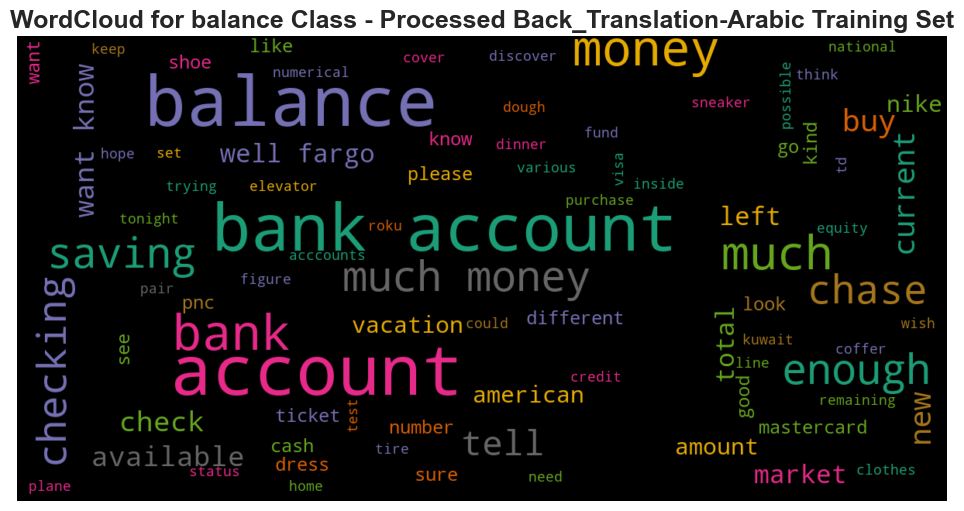 WordCloud for balance Class - Processed Back_Translation-Arabic Training Set
want
keep
like
shoe
cover
discover
money
national
numerical
think
know
balance
dough
sneaker
possible
nike
buy
know
dinner
fund
go
kind
hope
set
well fargo
various
visa
td
please
want
trying
elevator
inside
current
purchase
tonight
bank account
roku
left
equity
saving
acccounts
much
figure
much money
chase
pair
checking
pnc
look
vacation
could
different
wish
bank
total
kuwait
see
line
coffer
account
enough
credit
good
american
remaining
check
ticket
test
number
mastercard
new
available
cash
tire
tell
amount
status
dress
sure
need
market
clothes
plane
home